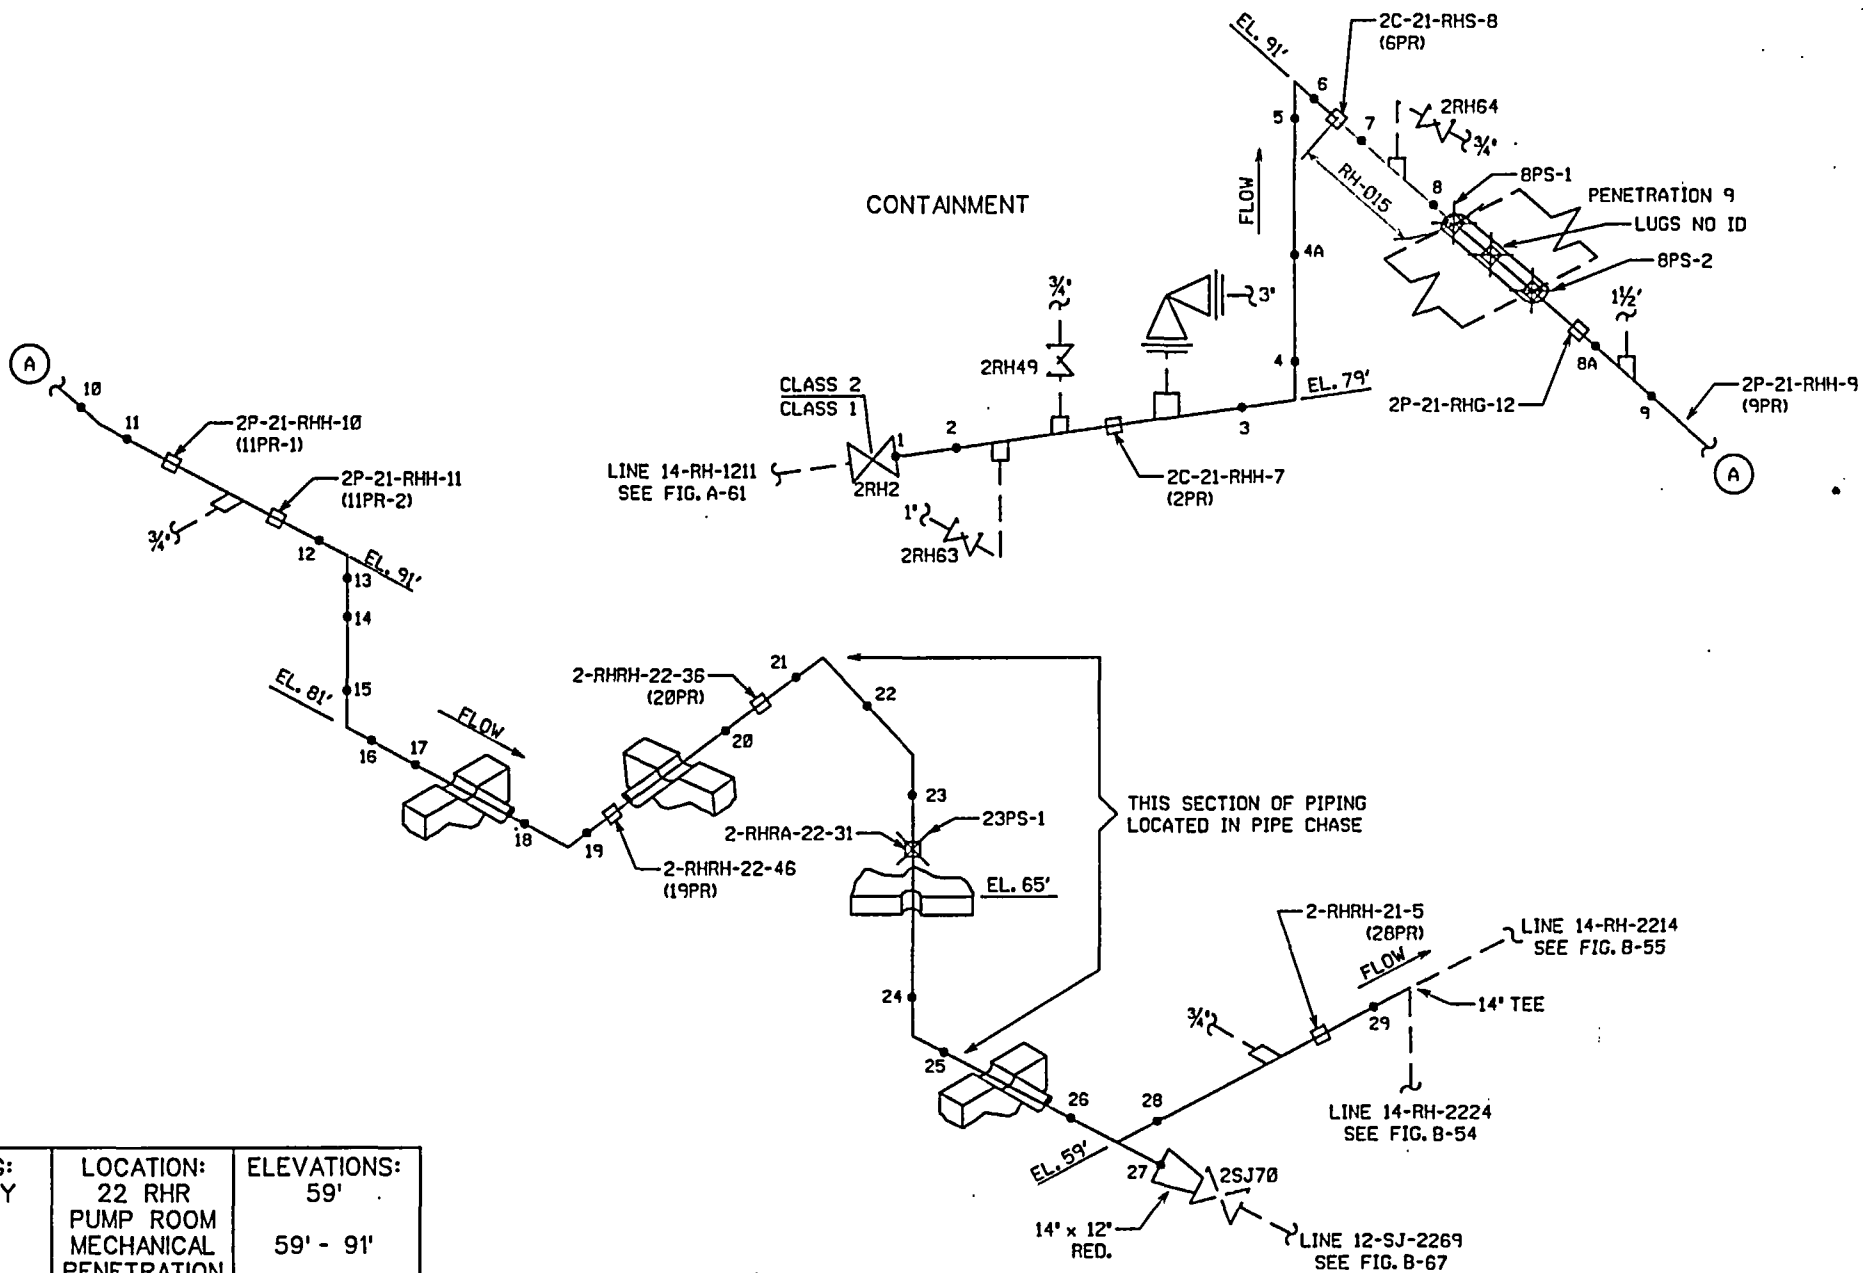 EL. 91'
2C-21-RHS-8
(6PR)
6
5
7
2RH64
3/4"
RH-015
8
8PS-1
PENETRATION 9
LUGS NO ID
8PS-2
FLOW
CONTAINMENT
4A
1½"
8A
2P-21-RHG-12
9
2P-21-RHH-9
(9PR)
A
4
EL. 79'
3"
3/4"
2RH49
CLASS 2
CLASS 1
1
2
3
LINE 14-RH-1211
SEE FIG. A-61
2RH2
2C-21-RHH-7
(2PR)
1"
2RH63
A
10
11
2P-21-RHH-10
(11PR-1)
2P-21-RHH-11
(11PR-2)
3/4"
12
EL. 91'
13
14
15
EL. 81'
16
17
FLOW
18
19
2-RHRH-22-46
(19PR)
2-RHRH-22-36
(20PR)
20
21
22
23
2-RHRA-22-31
23PS-1
EL. 65'
THIS SECTION OF PIPING
LOCATED IN PIPE CHASE
24
25
26
27
28
EL. 59'
14" x 12"
RED.
2SJ70
LINE 12-SJ-2269
SEE FIG. B-67
3/4"
2-RHRH-21-5
(28PR)
FLOW
29
LINE 14-RH-2214
SEE FIG. B-55
14" TEE
LINE 14-RH-2224
SEE FIG. B-54
S:
Y
LOCATION:
22 RHR
PUMP ROOM
MECHANICAL
PENETRATION
ELEVATIONS:
59'
59' - 91'